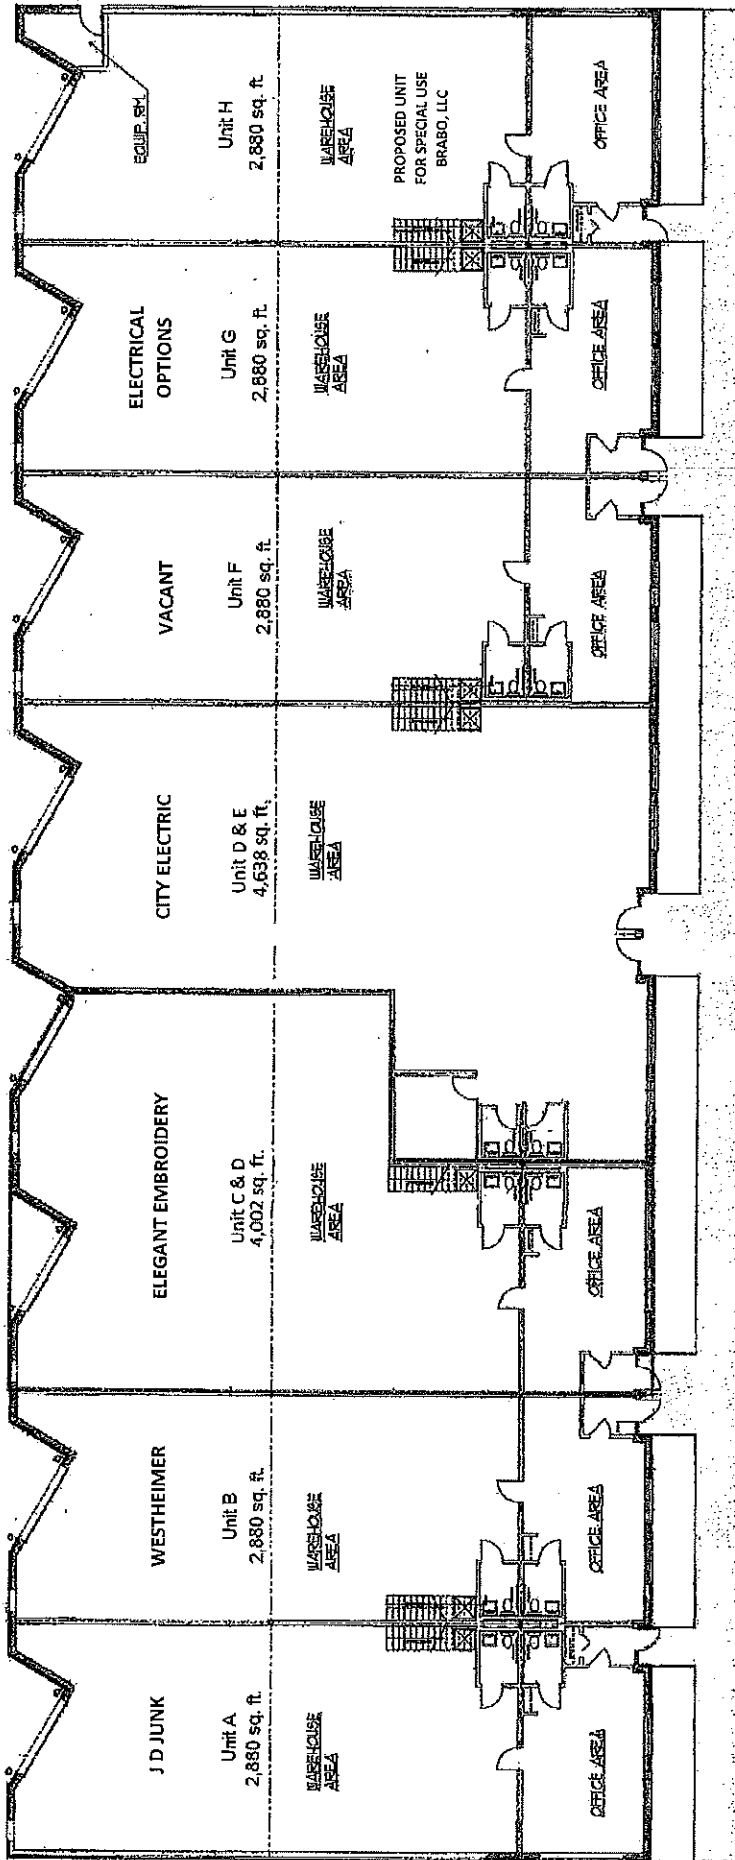 J D JUNK
Unit A
2,880 sq. ft.
WAREHOUSE
AREA
OFFICE AREA
WESTHEIMER
Unit B
2,880 sq. ft.
WAREHOUSE
AREA
OFFICE AREA
ELEGANT EMBROIDERY
Unit C & D
4,002 sq. ft.
WAREHOUSE
AREA
OFFICE AREA
CITY ELECTRIC
Unit D & E
4,638 sq. ft.
WAREHOUSE
AREA
VACANT
Unit F
2,880 sq. ft.
WAREHOUSE
AREA
OFFICE AREA
ELECTRICAL
OPTIONS
Unit G
2,880 sq. ft.
WAREHOUSE
AREA
OFFICE AREA
EQUIP. RM.
Unit H
2,880 sq. ft.
WAREHOUSE
AREA
PROPOSED UNIT
FOR SPECIAL USE
BRABO, LLC
OFFICE AREA